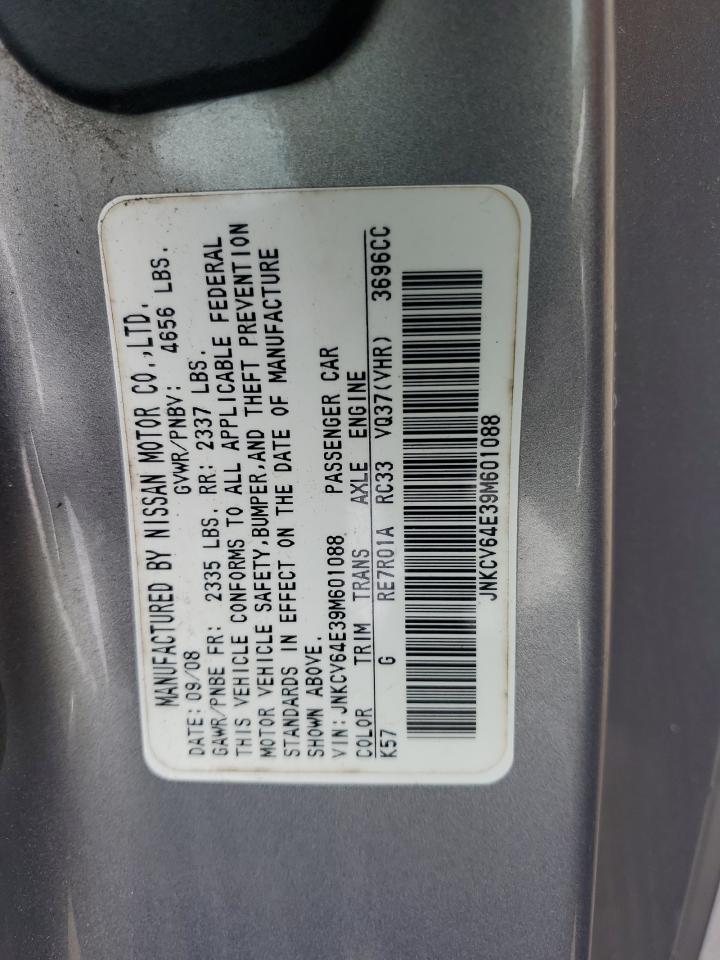 MANUFACTURED BY NISSAN MOTOR CO.,LTD.
DATE: 09/08 GVWR/PNBV: 4656 LBS.
GAWR/PNBE FR: 2335 LBS. RR: 2337 LBS.
THIS VEHICLE CONFORMS TO ALL APPLICABLE FEDERAL
MOTOR VEHICLE SAFETY,BUMPER,AND THEFT PREVENTION
STANDARDS IN EFFECT ON THE DATE OF MANUFACTURE
SHOWN ABOVE.
VIN:JNKCV64E39M601088 PASSENGER CAR
COLOR TRIM TRANS AXLE ENGINE
K57 G RE7R01A RC33 VQ37(VHR) 3696CC
JNKCV64E39M601088